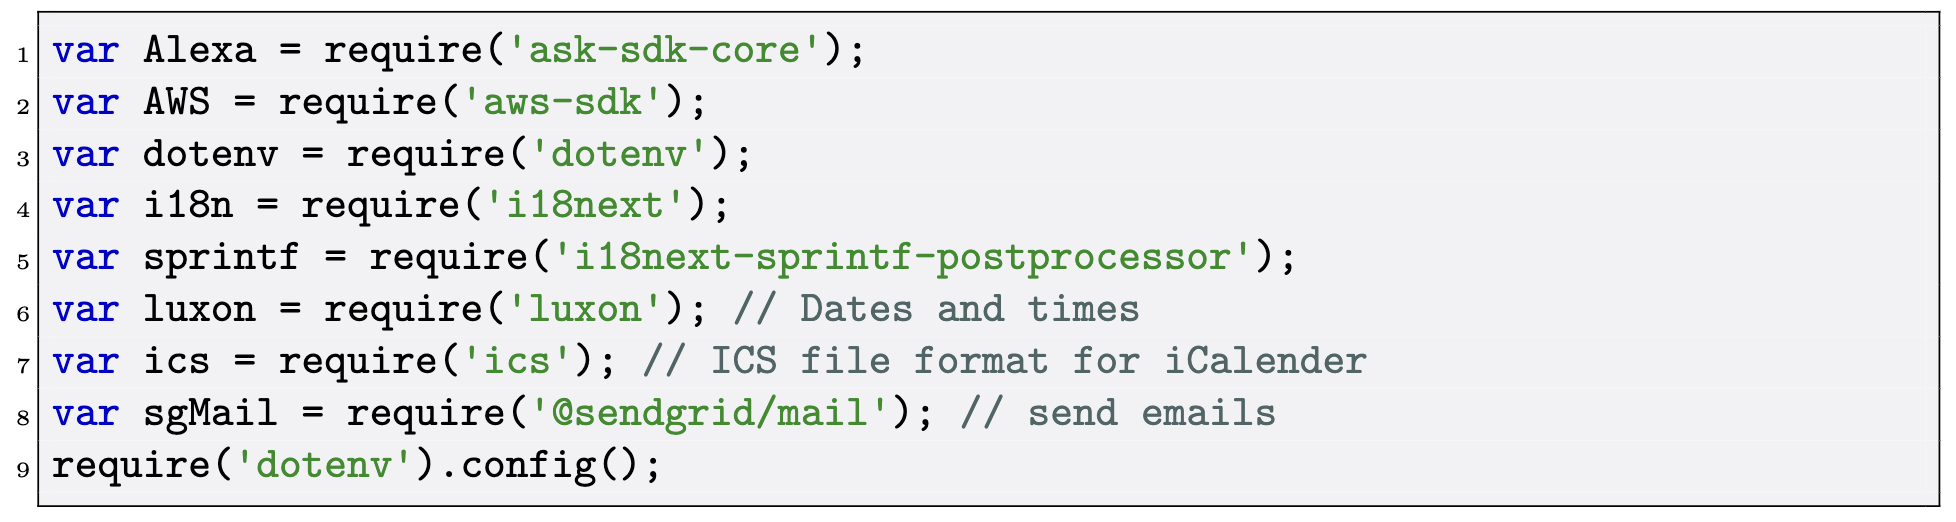 1 var Alexa = require('ask-sdk-core');
2 var AWS = require('aws-sdk');
3 var dotenv = require('dotenv');
4 var i18n = require('i18next');
5 var sprintf = require('i18next-sprintf-postprocessor');
6 var luxon = require('luxon'); // Dates and times
7 var ics = require('ics'); // ICS file format for iCalender
8 var sgMail = require('@sendgrid/mail'); // send emails
9 require('dotenv').config();